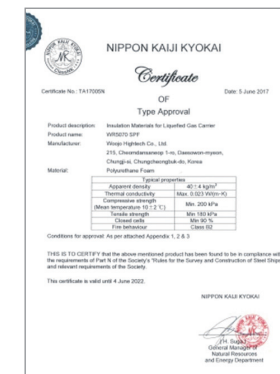 NIPPON KAIJI KYOKAI
Certificate
Certificate No.: TA17005N
Date: 5 June 2017
OF
Type Approval
Product description: Insulation Materials for Liquefied Gas Carrier
Product name: WR5670 SPF
Manufacturer: Woojo Hightech Co., Ltd.
215, Cheomdansaneop 1-ro, Daesowon-myeon,
Chungji-si, Chungcheongbuk-do, Korea
Material: Polyurethane Foam
Typical properties
Apparent density 40±4 kg/m³
Thermal conductivity Max. 0.023 W/(m·K)
Compressive strength
(Mean temperature 10±2 ˚C) Min. 200 kPa
Tensile strength Min 180 kPa
Closed cells Min 90 %
Fire behaviour Class B2
Conditions for approval: As per attached Appendix 1, 2 & 3
THIS IS TO CERTIFY that the above mentioned product has been found to be in compliance with
the requirements of Part N of the Society's "Rules for the Survey and Construction of Steel Ships
and relevant requirements of the Society.
This certificate is valid until 4 June 2022.
NIPPON KAIJI KYOKAI
General Manager of
Natural Resources
and Energy Department